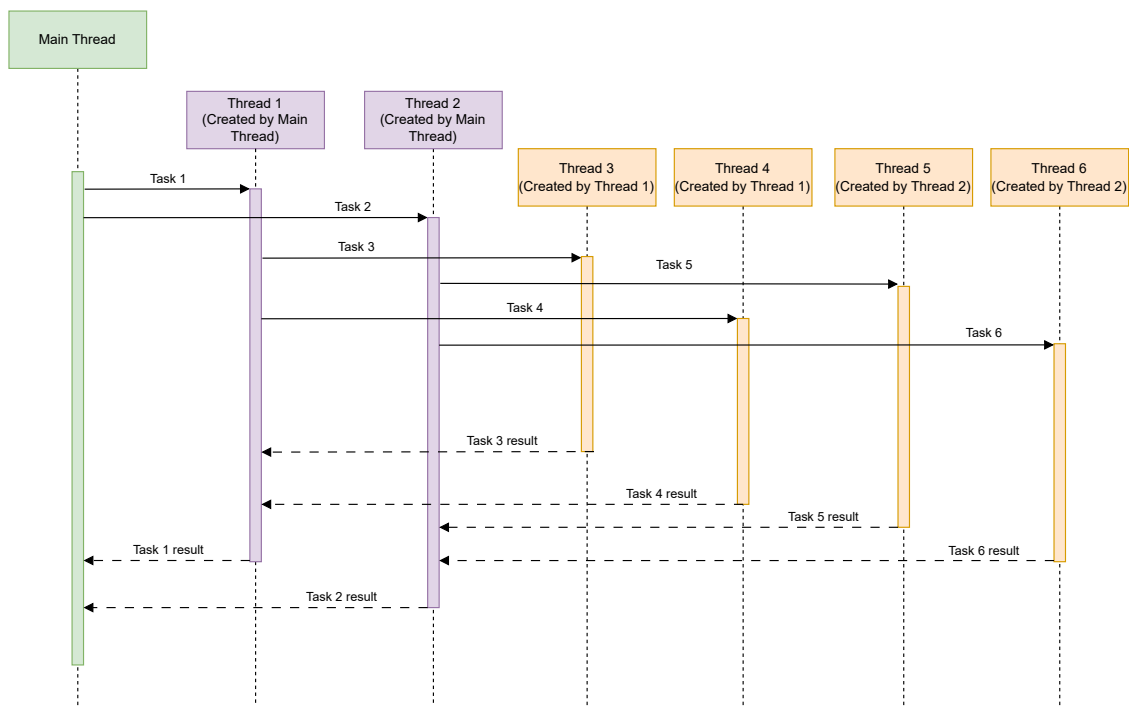 Main Thread
Thread 1
(Created by Main
Thread)
Thread 2
(Created by Main
Thread)
Thread 3
(Created by Thread 1)
Thread 4
(Created by Thread 1)
Thread 5
(Created by Thread 2)
Thread 6
(Created by Thread 2)
Task 1
Task 2
Task 3
Task 5
Task 4
Task 6
Task 3 result
Task 4 result
Task 5 result
Task 1 result
Task 6 result
Task 2 result